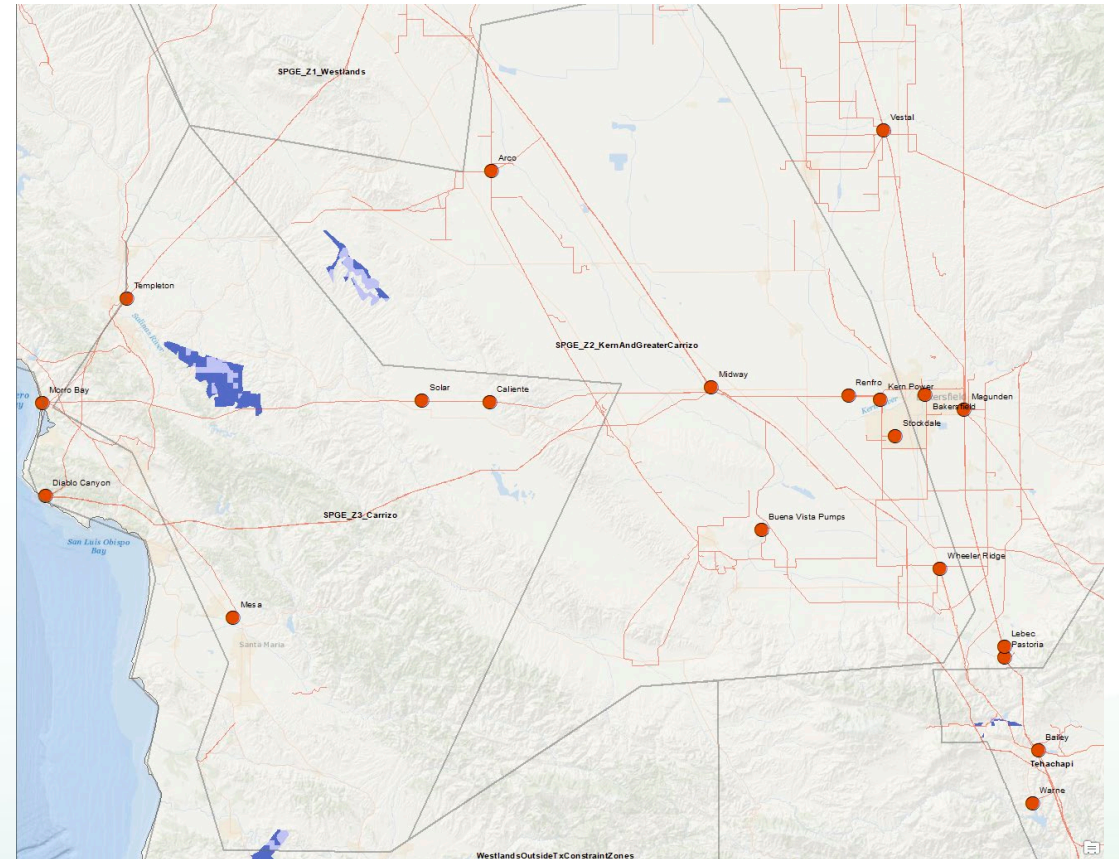 SPGE_Z1_Westlands
Vestal
Arco
Templeton
Salinas River
SPGE_Z2_KernAndGreaterCarrizo
Midway
Solar
Caliente
Renfro
Kern Power
Morro Bay
Magunden
Bakersfield
Stockdale
Diablo Canyon
SPGE_Z3_Carrizo
Buena Vista Pumps
San Luis Obispo
Bay
Wheeler Ridge
Mesa
Santa Maria
Lebec
Pastoria
Bailey
Tehachapi
Warne
WestlandsOutsideTxConstraintZones